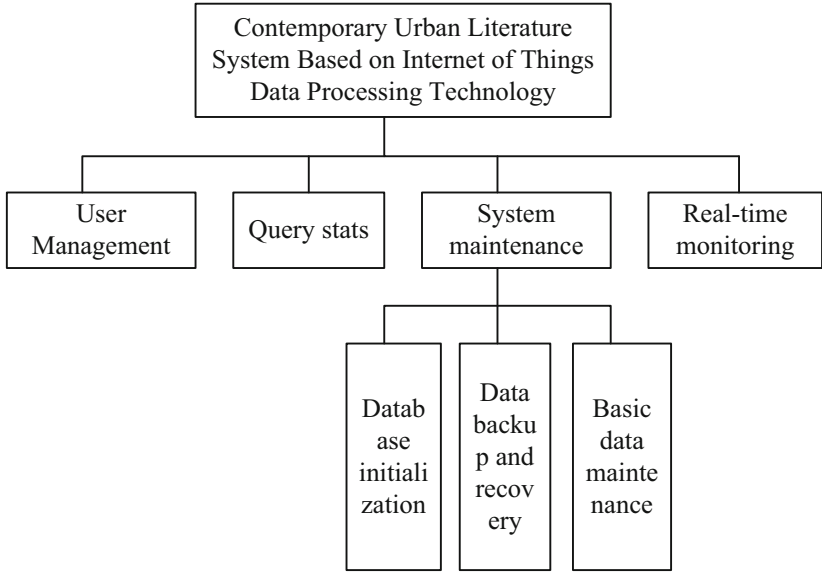 Contemporary Urban Literature
System Based on Internet of Things
Data Processing Technology
User
Management
Query stats
System
maintenance
Real-time
monitoring
Datab
ase
initiali
zation
Data
backu
p and
recov
ery
Basic
data
mainte
nance